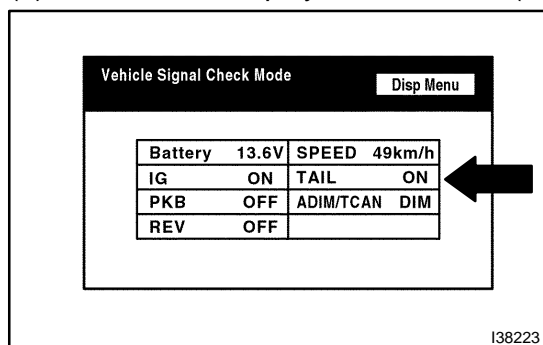 Vehicle Signal Check Mode
Disp Menu
Battery 13.6V SPEED 49km/h
IG ON TAIL ON
PKB OFF ADIM/TCAN DIM
REV OFF
I38223